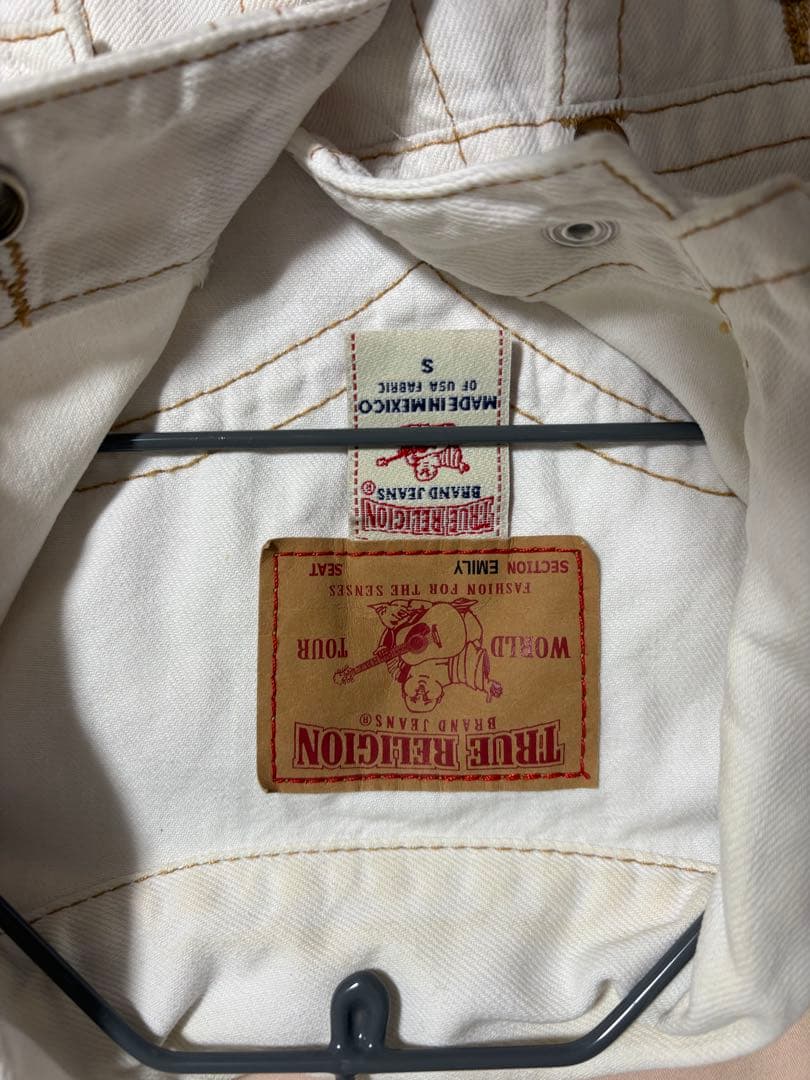 TRUE RELIGION
BRAND JEANS®
WORLD TOUR
FASHION FOR THE SENSES
SECTION EMILY SEAT
TRUE RELIGION®
BRAND JEANS
MADE IN MEXICO
OF USA FABRIC
S